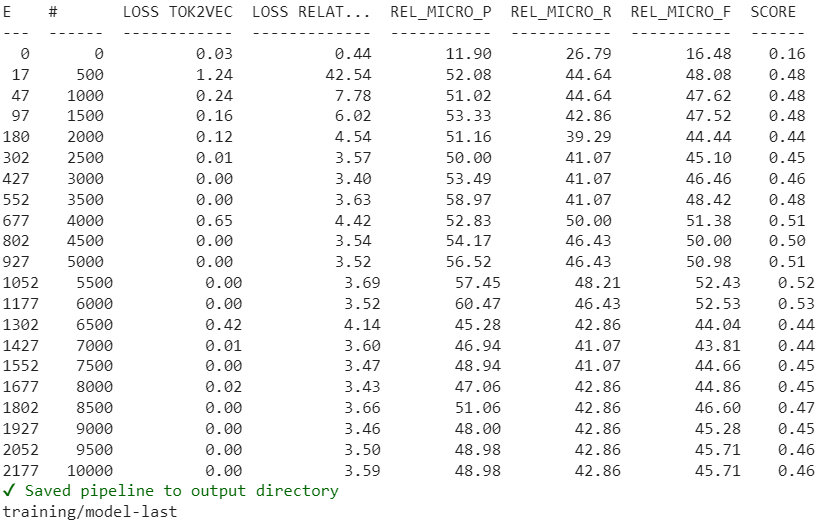 E    #       LOSS TOK2VEC  LOSS RELAT...  REL_MICRO_P  REL_MICRO_R  REL_MICRO_F  SCORE
---  ------  ------------  -------------  -----------  -----------  -----------  ------
  0       0          0.03           0.44        11.90        26.79        16.48    0.16
 17     500          1.24          42.54        52.08        44.64        48.08    0.48
 47    1000          0.24           7.78        51.02        44.64        47.62    0.48
 97    1500          0.16           6.02        53.33        42.86        47.52    0.48
180    2000          0.12           4.54        51.16        39.29        44.44    0.44
302    2500          0.01           3.57        50.00        41.07        45.10    0.45
427    3000          0.00           3.40        53.49        41.07        46.46    0.46
552    3500          0.00           3.63        58.97        41.07        48.42    0.48
677    4000          0.65           4.42        52.83        50.00        51.38    0.51
802    4500          0.00           3.54        54.17        46.43        50.00    0.50
927    5000          0.00           3.52        56.52        46.43        50.98    0.51
1052    5500          0.00           3.69        57.45        48.21        52.43    0.52
1177    6000          0.00           3.52        60.47        46.43        52.53    0.53
1302    6500          0.42           4.14        45.28        42.86        44.04    0.44
1427    7000          0.01           3.60        46.94        41.07        43.81    0.44
1552    7500          0.00           3.47        48.94        41.07        44.66    0.45
1677    8000          0.02           3.43        47.06        42.86        44.86    0.45
1802    8500          0.00           3.66        51.06        42.86        46.60    0.47
1927    9000          0.00           3.46        48.00        42.86        45.28    0.45
2052    9500          0.00           3.50        48.98        42.86        45.71    0.46
2177   10000          0.00           3.59        48.98        42.86        45.71    0.46
✔ Saved pipeline to output directory
training/model-last